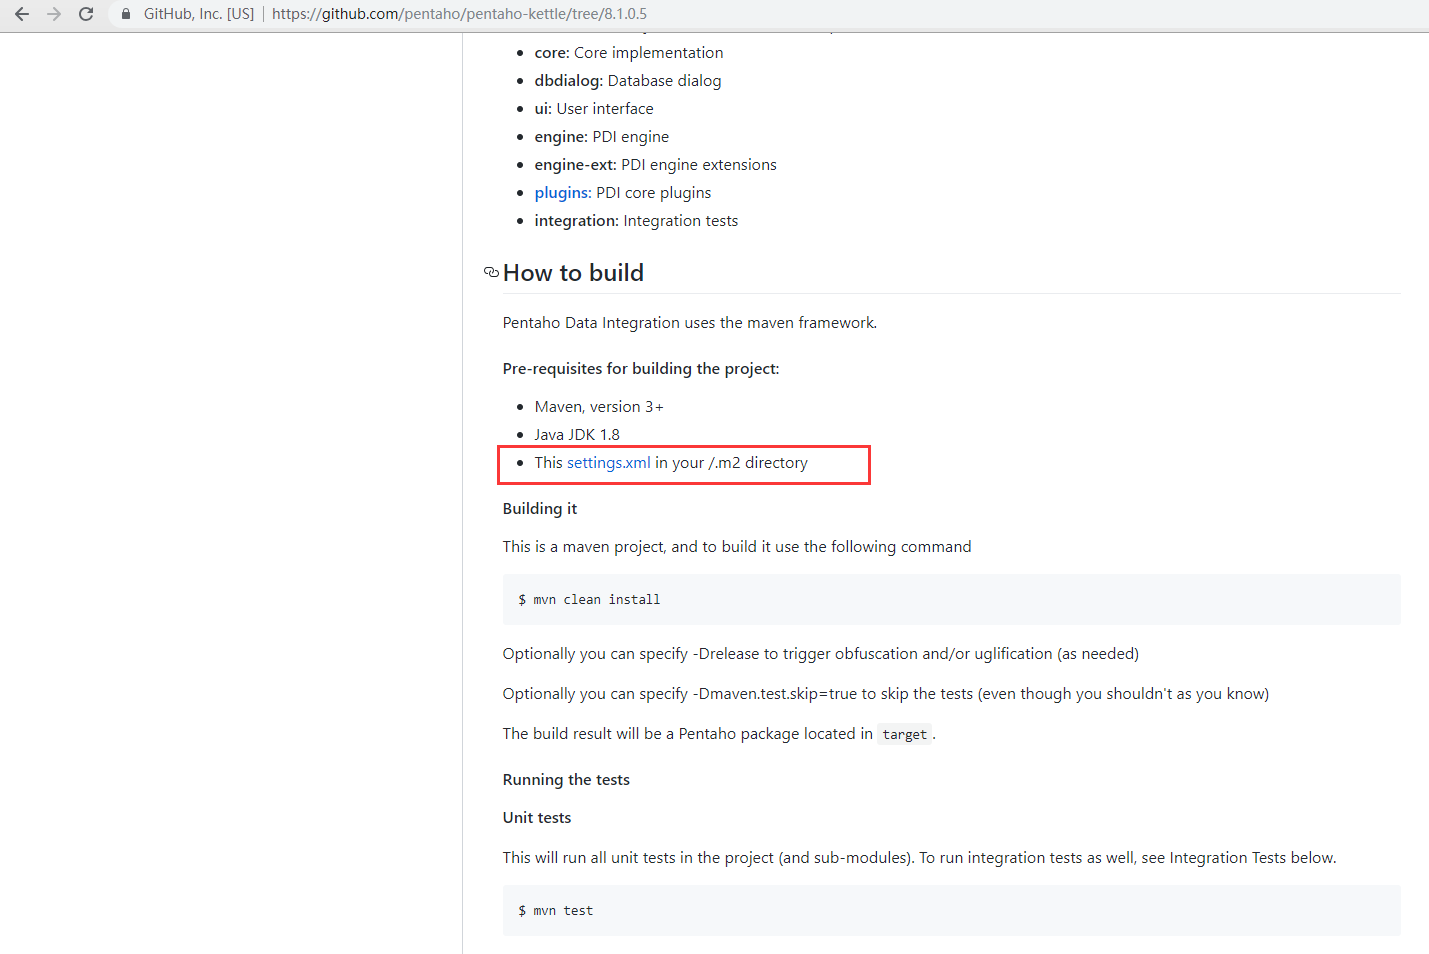 GitHub, Inc. [US] | https://github.com/pentaho/pentaho-kettle/tree/8.1.0.5
core: Core implementation
dbdialog: Database dialog
ui: User interface
engine: PDI engine
engine-ext: PDI engine extensions
plugins: PDI core plugins
integration: Integration tests
How to build
Pentaho Data Integration uses the maven framework.
Pre-requisites for building the project:
Maven, version 3+
Java JDK 1.8
This settings.xml in your /.m2 directory
Building it
This is a maven project, and to build it use the following command
$ mvn clean install
Optionally you can specify -Drelease to trigger obfuscation and/or uglification (as needed)
Optionally you can specify -Dmaven.test.skip=true to skip the tests (even though you shouldn't as you know)
The build result will be a Pentaho package located in target.
Running the tests
Unit tests
This will run all unit tests in the project (and sub-modules). To run integration tests as well, see Integration Tests below.
$ mvn test